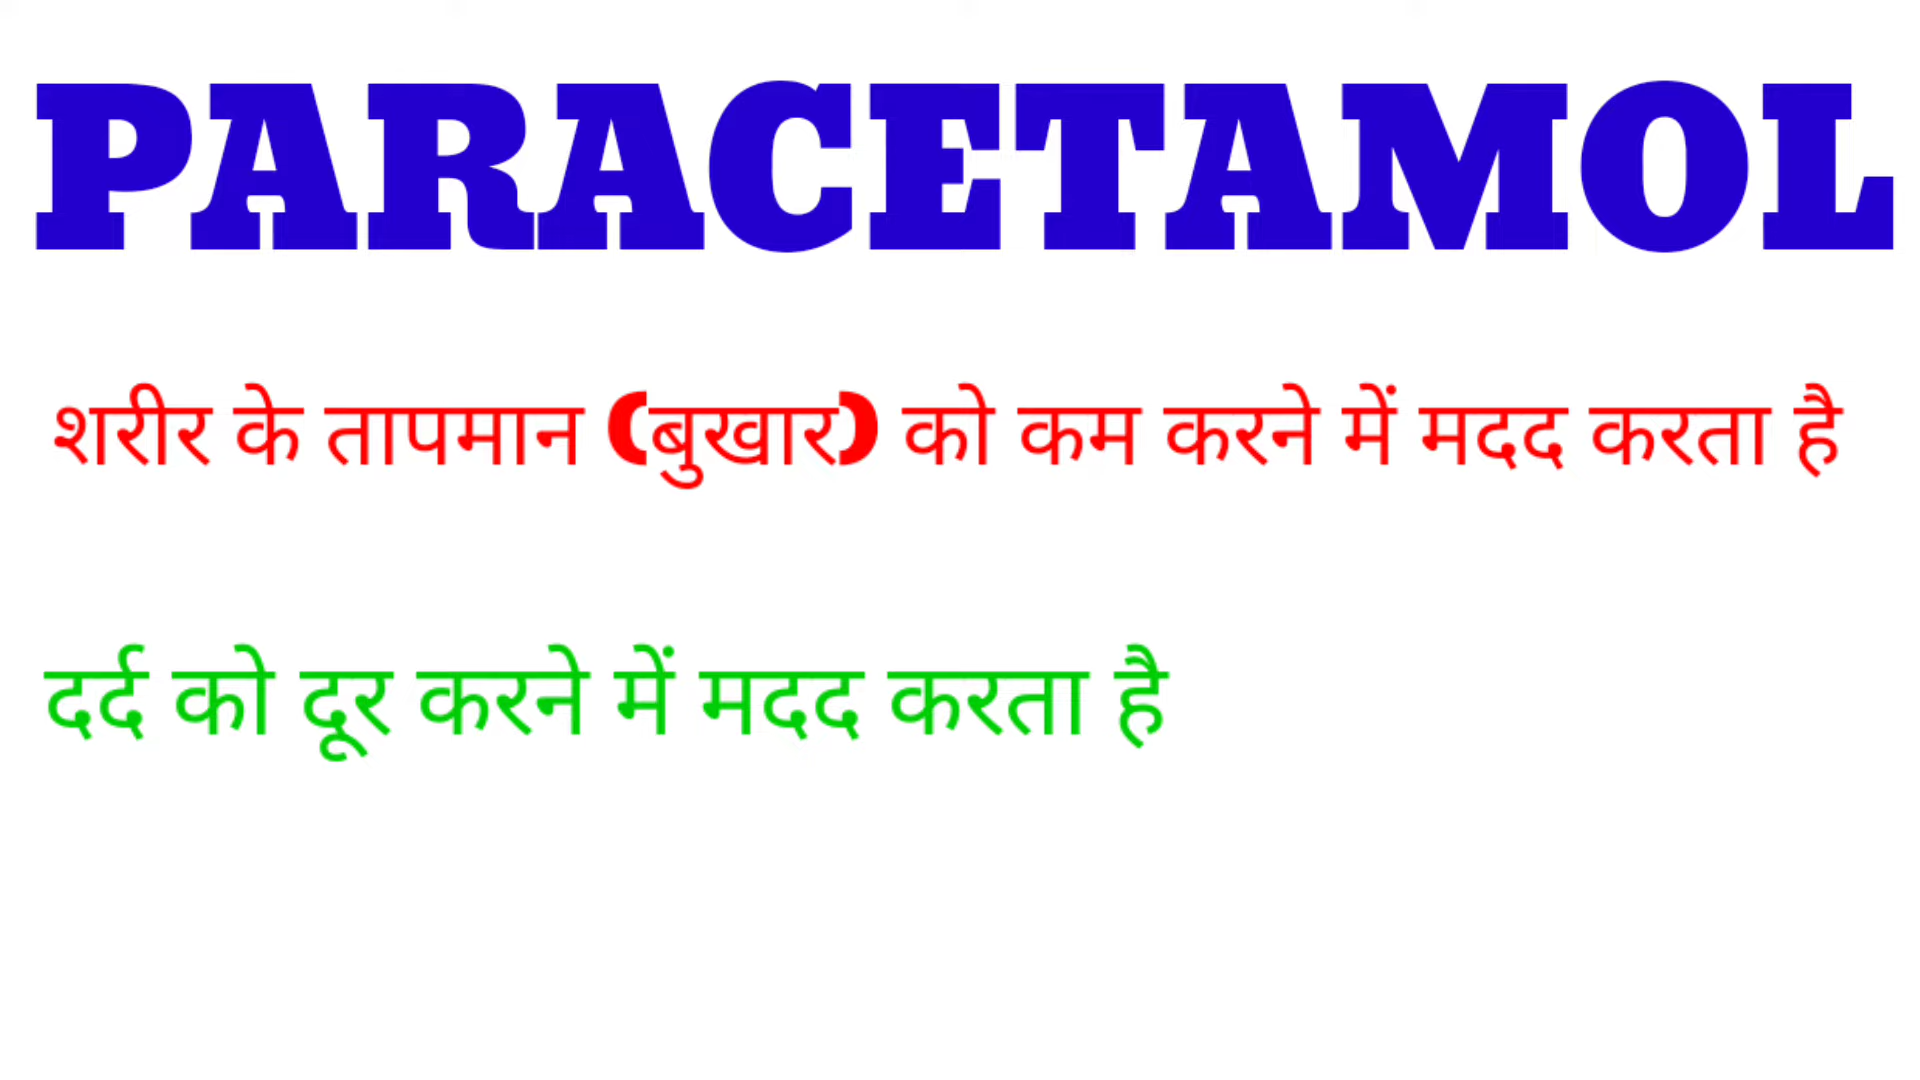 PARACETAMOL
शरीर के तापमान (बुखार) को कम करने में मदद करता है
दर्द को दूर करने में मदद करता है